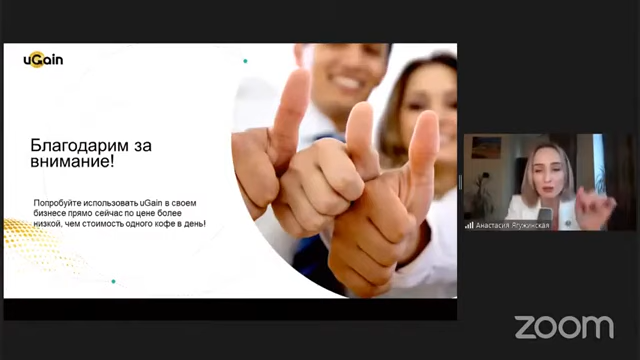 uGain
Благодарим за
внимание!
Попробуйте использовать uGain в своем
бизнесе прямо сейчас по цене более
низкой, чем стоимость одного кофе в день!
Анастасия Ягужинская
zoom